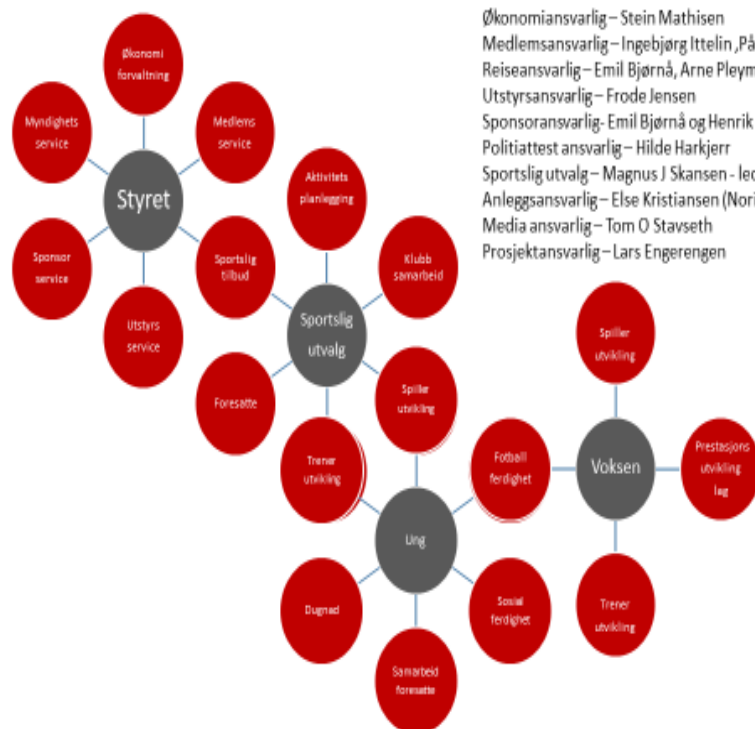 Økonomiansvarlig – Stein Mathisen
Medlemsansvarlig – Ingebjørg Ittelin ,På
Reiseansvarlig – Emil Bjørnå, Arne Pleym
Utstyrsansvarlig – Frode Jensen
Sponsoransvarlig- Emil Bjørnå og Henrik
Politiattest ansvarlig – Hilde Harkjerr
Sportslig utvalg – Magnus J Skansen - led
Anleggsansvarlig – Else Kristiansen (Nori
Media ansvarlig – Tom O Stavseth
Prosjektansvarlig – Lars Engerengen
Økonomi
forvaltning
Myndighets
service
Medlems
service
Styret
Sponsor
service
Sportslig
tilbud
Utstyrs
service
Aktivitets
planlegging
Klubb
samarbeid
Sportslig
utvalg
Foresatte
Spiller
utvikling
Trener
utvikling
Fotball
ferdighet
Ung
Dugnad
Sosial
ferdighet
Samarbeid
foresatte
Spiller
utvikling
Voksen
Prestasjons
utvikling
lag
Trener
utvikling